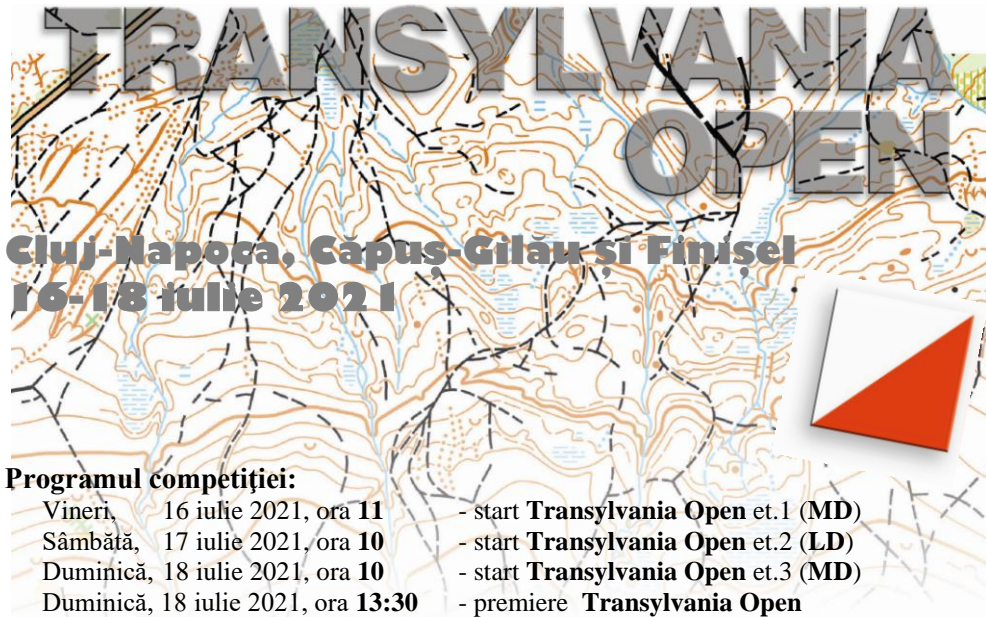 TRANSYLVANIA
OPEN
Cluj-Napoca, Căpuș-Gilău și Finișel
16-18 iulie 2021
Programul competiţiei:
Vineri, 16 iulie 2021, ora 11 - start Transylvania Open et.1 (MD)
Sâmbătă, 17 iulie 2021, ora 10 - start Transylvania Open et.2 (LD)
Duminică, 18 iulie 2021, ora 10 - start Transylvania Open et.3 (MD)
Duminică, 18 iulie 2021, ora 13:30 - premiere Transylvania Open